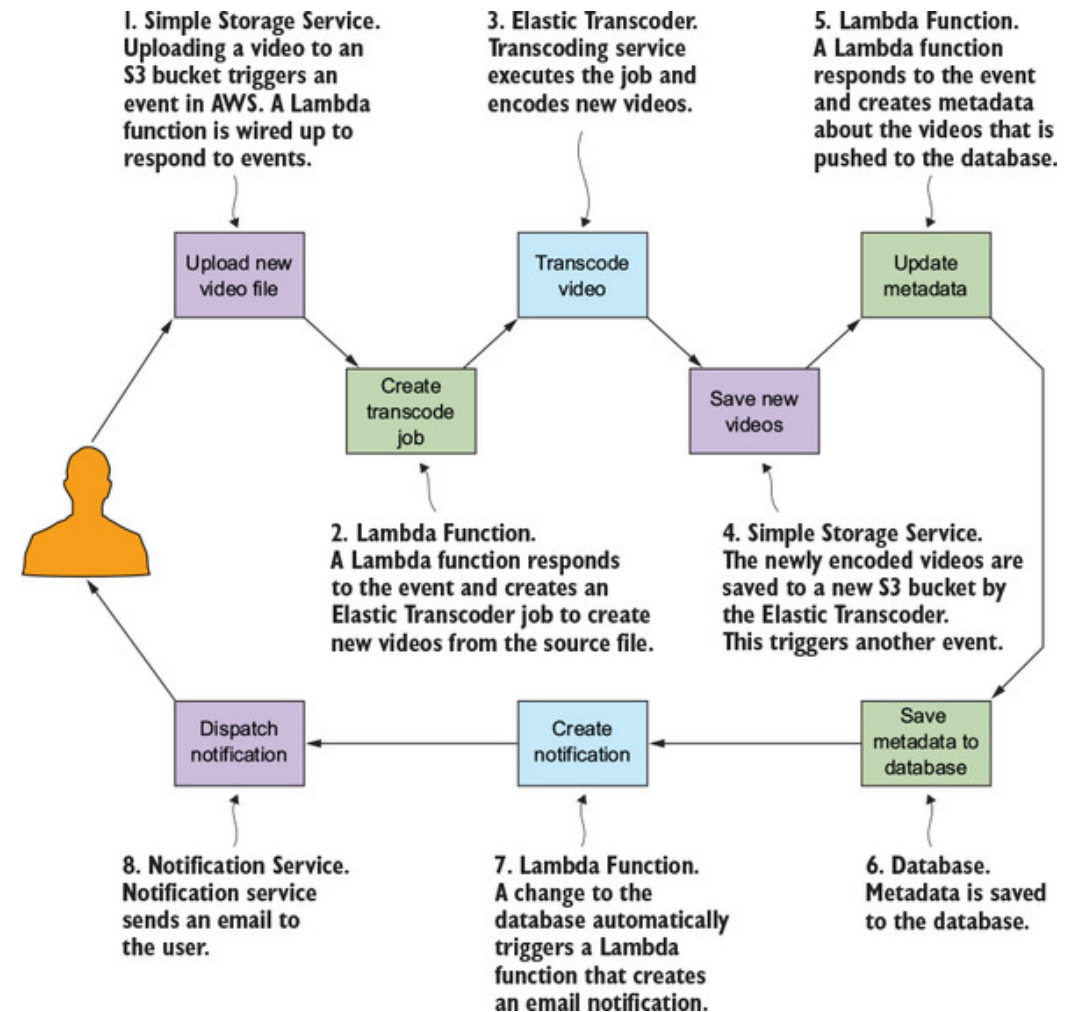 1. Simple Storage Service.
Uploading a video to an
S3 bucket triggers an
event in AWS. A Lambda
function is wired up to
respond to events.
3. Elastic Transcoder.
Transcoding service
executes the job and
encodes new videos.
5. Lambda Function.
A Lambda function
responds to the event
and creates metadata
about the videos that is
pushed to the database.
Upload new
video file
Transcode
video
Update
metadata
Create
transcode
job
Save new
videos
2. Lambda Function.
A Lambda function responds
to the event and creates an
Elastic Transcoder job to create
new videos from the source file.
4. Simple Storage Service.
The newly encoded videos are
saved to a new S3 bucket by
the Elastic Transcoder.
This triggers another event.
Dispatch
notification
Create
notification
Save
metadata to
database
8. Notification Service.
Notification service
sends an email to
the user.
7. Lambda Function.
A change to the
database automatically
triggers a Lambda
function that creates
an email notification.
6. Database.
Metadata is saved
to the database.